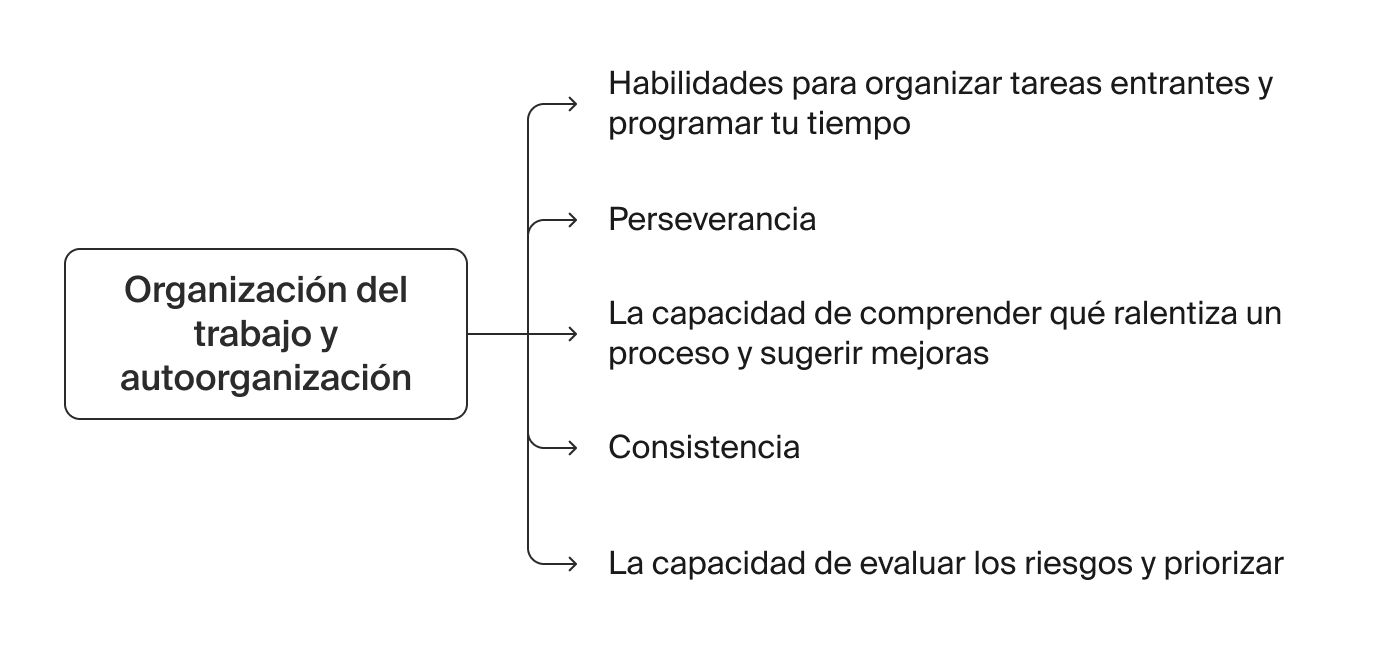 Organización del
trabajo y
autoorganización
Habilidades para organizar tareas entrantes y
programar tu tiempo
Perseverancia
La capacidad de comprender qué ralentiza un
proceso y sugerir mejoras
Consistencia
La capacidad de evaluar los riesgos y priorizar